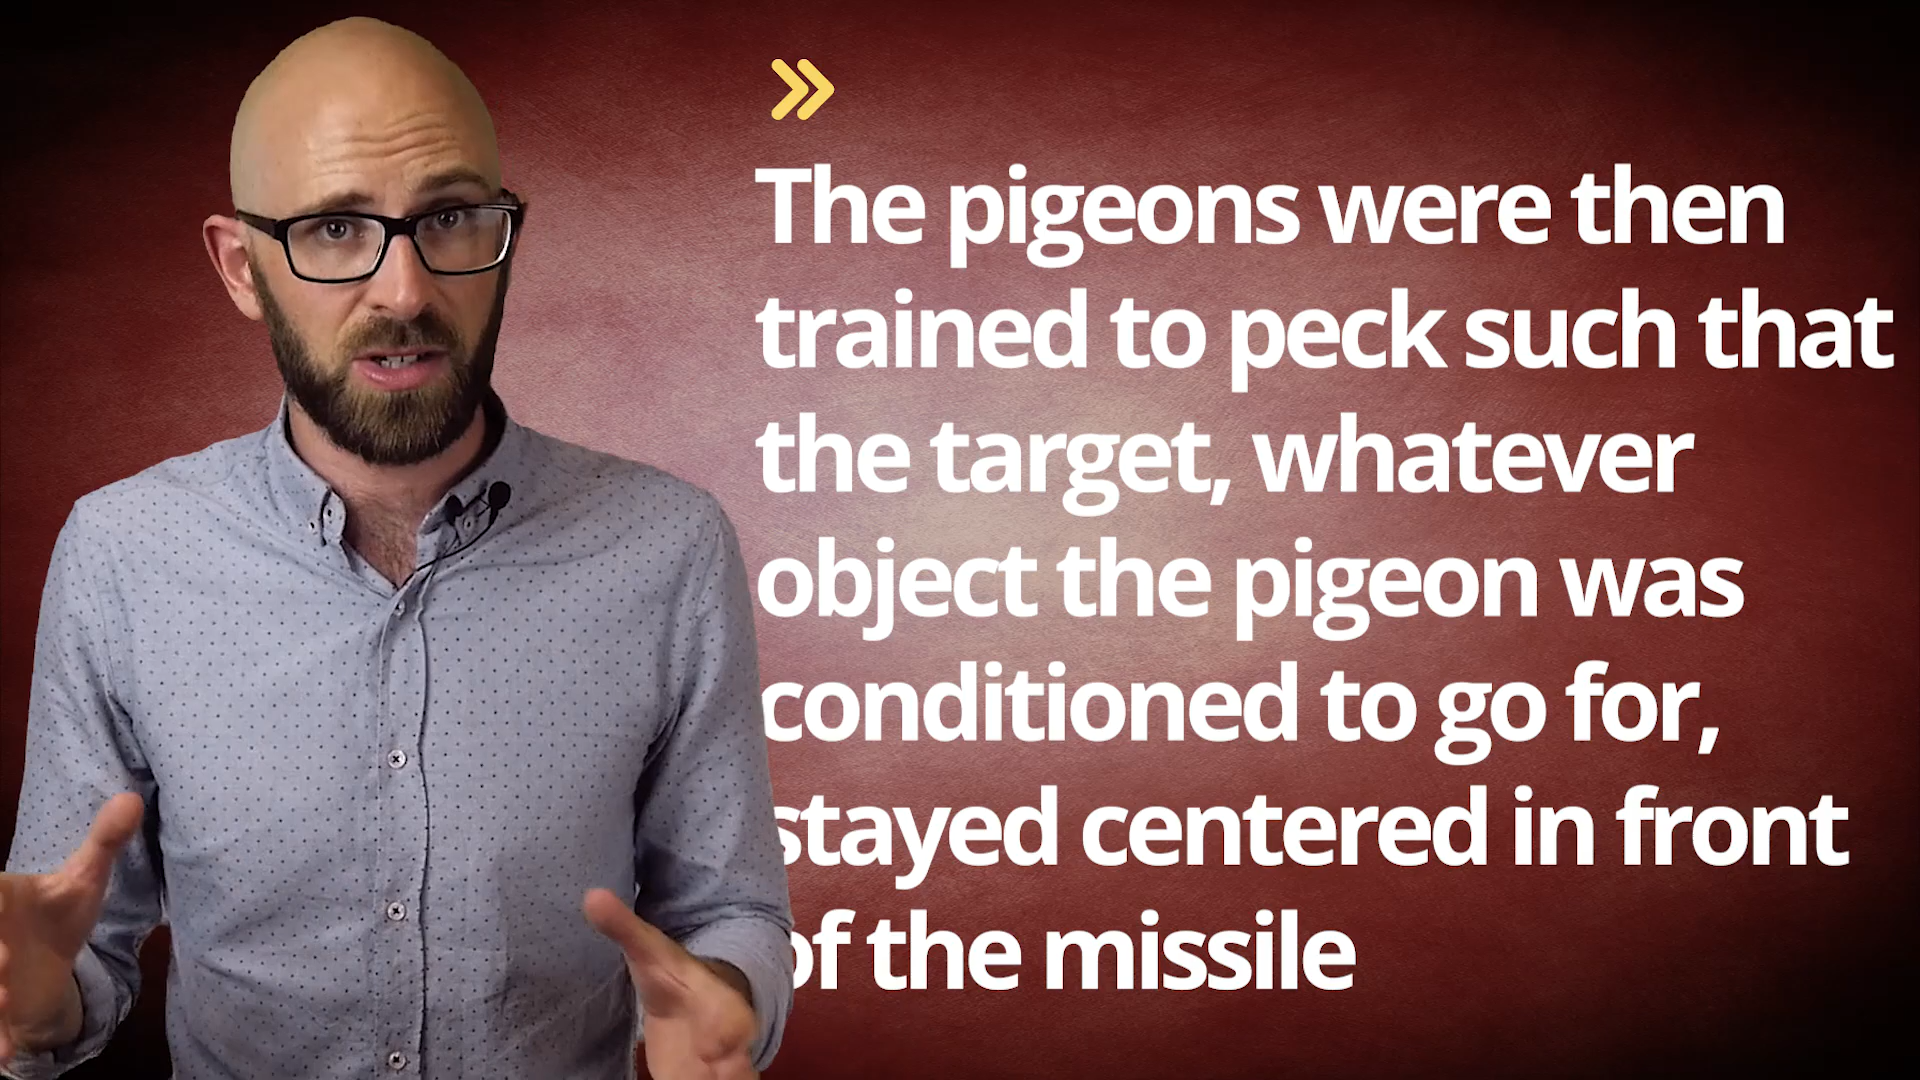 The pigeons were then
trained to peck such that
the target, whatever
object the pigeon was
conditioned to go for,
stayed centered in front
of the missile